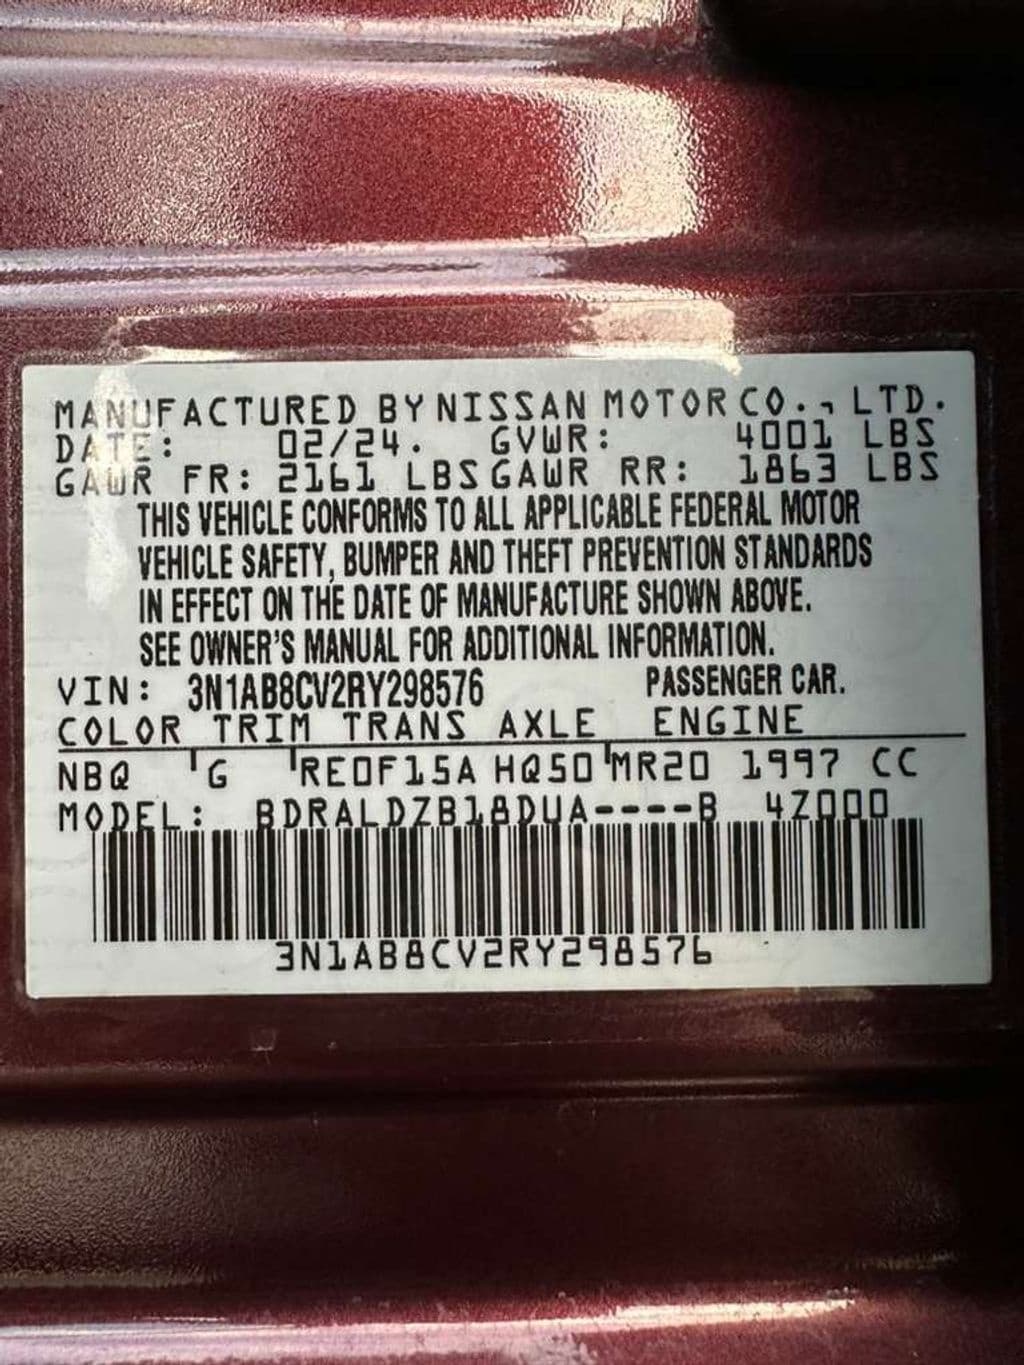 MANUFACTURED BY NISSAN MOTOR CO., LTD.
DATE: 02/24. GVWR: 4001 LBS
GAWR FR: 2161 LBS GAWR RR: 1863 LBS
THIS VEHICLE CONFORMS TO ALL APPLICABLE FEDERAL MOTOR
VEHICLE SAFETY, BUMPER AND THEFT PREVENTION STANDARDS
IN EFFECT ON THE DATE OF MANUFACTURE SHOWN ABOVE.
SEE OWNER'S MANUAL FOR ADDITIONAL INFORMATION.
VIN: 3N1AB8CV2RY298576 PASSENGER CAR.
COLOR TRIM TRANS AXLE ENGINE
NBQ G RE0F15A HQ50 MR20 1997 CC
MODEL: BDRALDZB18DUA----B 4Z000
3N1AB8CV2RY298576